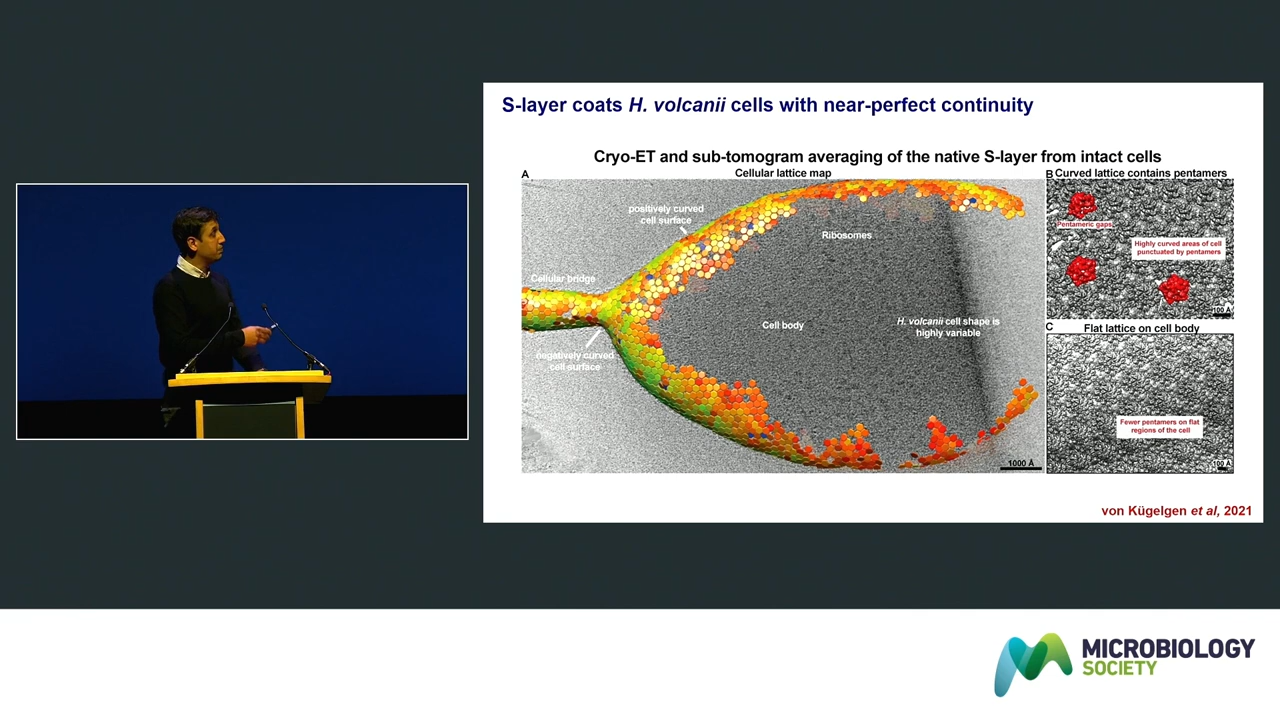 S-layer coats H. volcanii cells with near-perfect continuity
Cryo-ET and sub-tomogram averaging of the native S-layer from intact cells
A
Cellular lattice map
positively curved
cell surface
Ribosomes
Cellular bridge
Cell body
H. volcanii cell shape is
highly variable
negatively curved
cell surface
1000 Å
B
Curved lattice contains pentamers
Pentameric gaps
Highly curved areas of cell
punctuated by pentamers
100 Å
C
Flat lattice on cell body
Fewer pentamers on flat
regions of the cell
100 Å
von Kügelgen et al, 2021
MICROBIOLOGY
SOCIETY